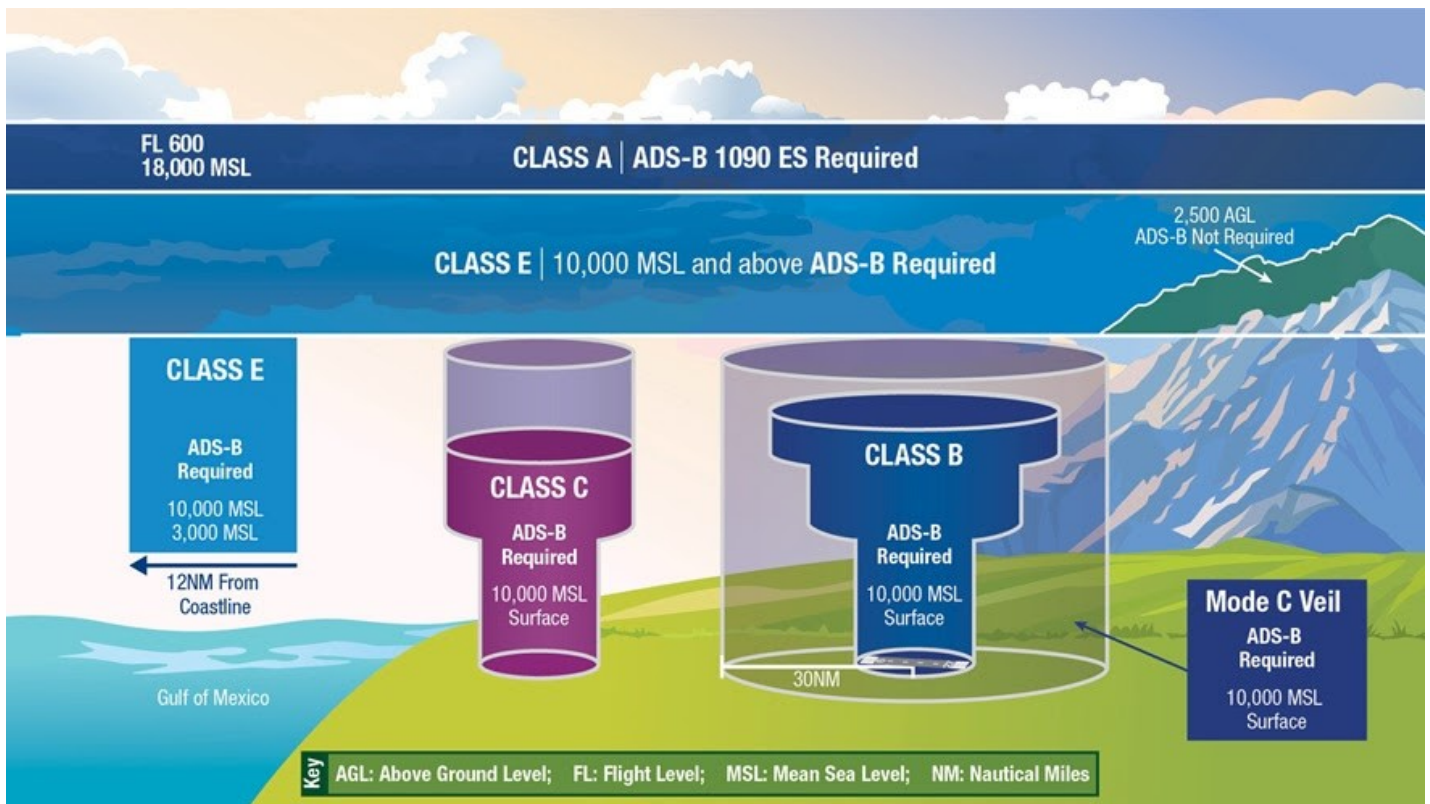 FL 600
18,000 MSL
CLASS A | ADS-B 1090 ES Required
2,500 AGL
ADS-B Not Required
CLASS E | 10,000 MSL and above ADS-B Required
CLASS E
ADS-B
Required
10,000 MSL
3,000 MSL
12NM From
Coastline
Gulf of Mexico
CLASS C
ADS-B
Required
10,000 MSL
Surface
CLASS B
ADS-B
Required
10,000 MSL
Surface
30NM
Mode C Veil
ADS-B
Required
10,000 MSL
Surface
Key
AGL: Above Ground Level; FL: Flight Level; MSL: Mean Sea Level; NM: Nautical Miles